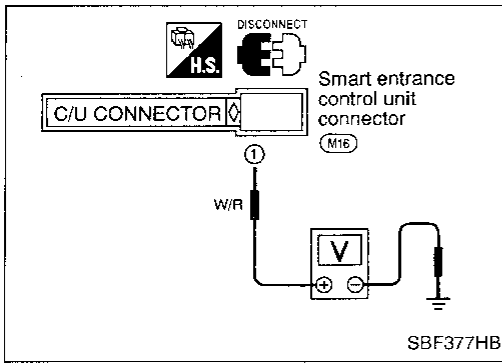 DISCONNECT
H.S.
Smart entrance
control unit
connector
M16
C/U CONNECTOR
1
W/R
V
+ −
SBF377HB